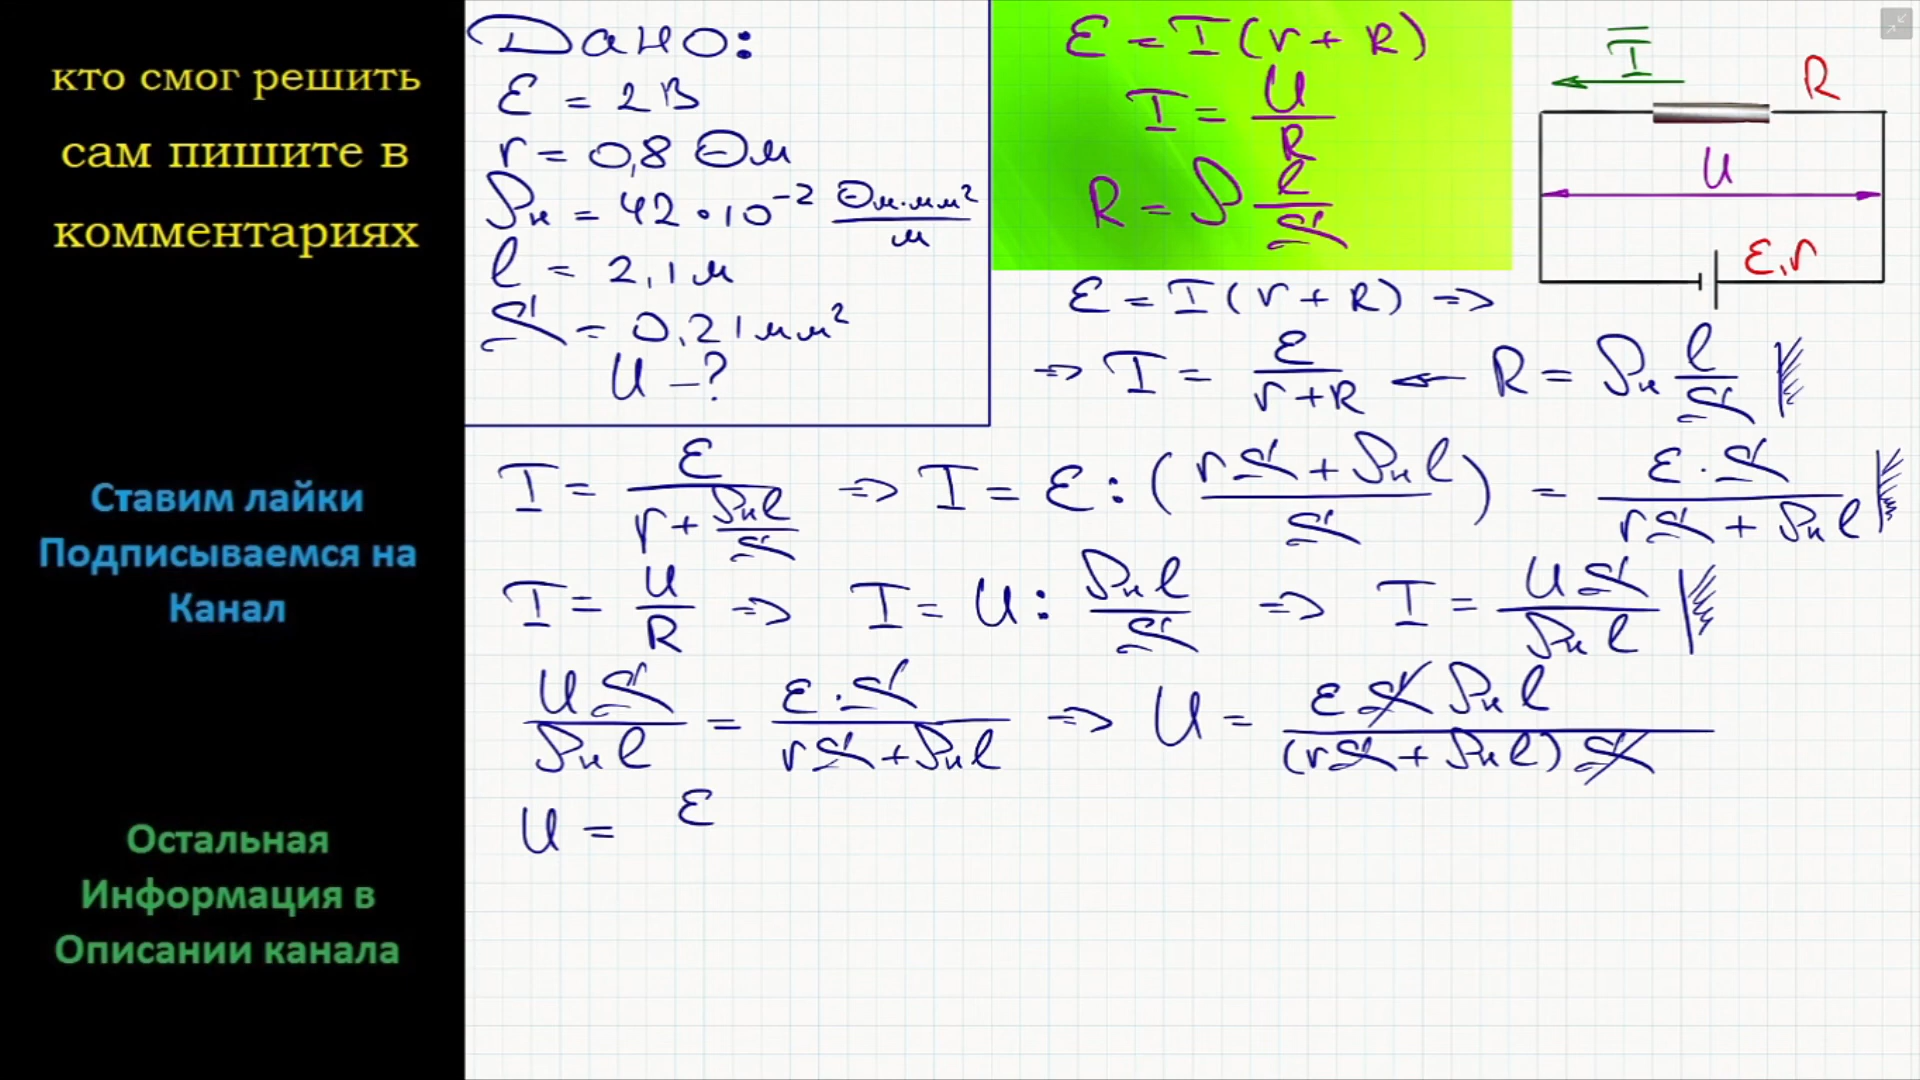 кто смог решить
сам пишите в
комментариях
Ставим лайки
Подписываемся на
Канал
Остальная
Информация в
Описании канала
Дано:
ℰ = 2 В
r = 0,8 Ом
ρн = 42 • 10⁻² Ом·мм²/м
l = 2,1 м
S = 0,21 мм²
U – ?
ℰ = I(r + R)
I = U/R
R = ρ l/S
I
R
U
ℰ, r
ℰ = I(r + R) ⇒
⇒ I = ℰ/(r + R) ← R = ρн l/S
I = ℰ/(r + ρн l/S) ⇒ I = ℰ : ((rS + ρн l)/S) = ℰ · S/(rS + ρн l)
I = U/R ⇒ I = U : ρн l/S ⇒ I = US/ρн l
US/ρн l = ℰ · S/(rS + ρн l) ⇒ U = ℰ S ρн l/((rS + ρн l) S)
U = ℰ